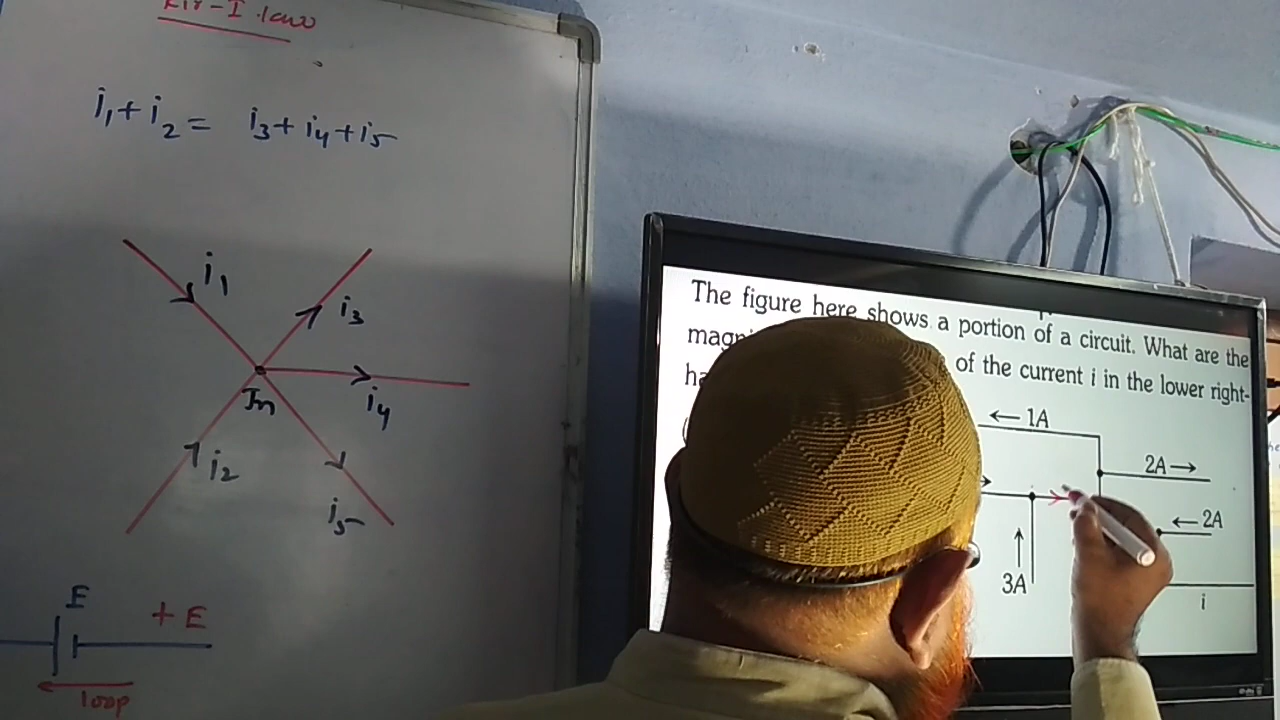 Kir-I law
i1+i2 = i3+i4+i5
i1
i3
i4
Jn
i2
i5
E
+E
loop
The figure here shows a portion of a circuit. What are the
of the current i in the lower right-
← 1A
2A →
← 2A
↑
3A
i